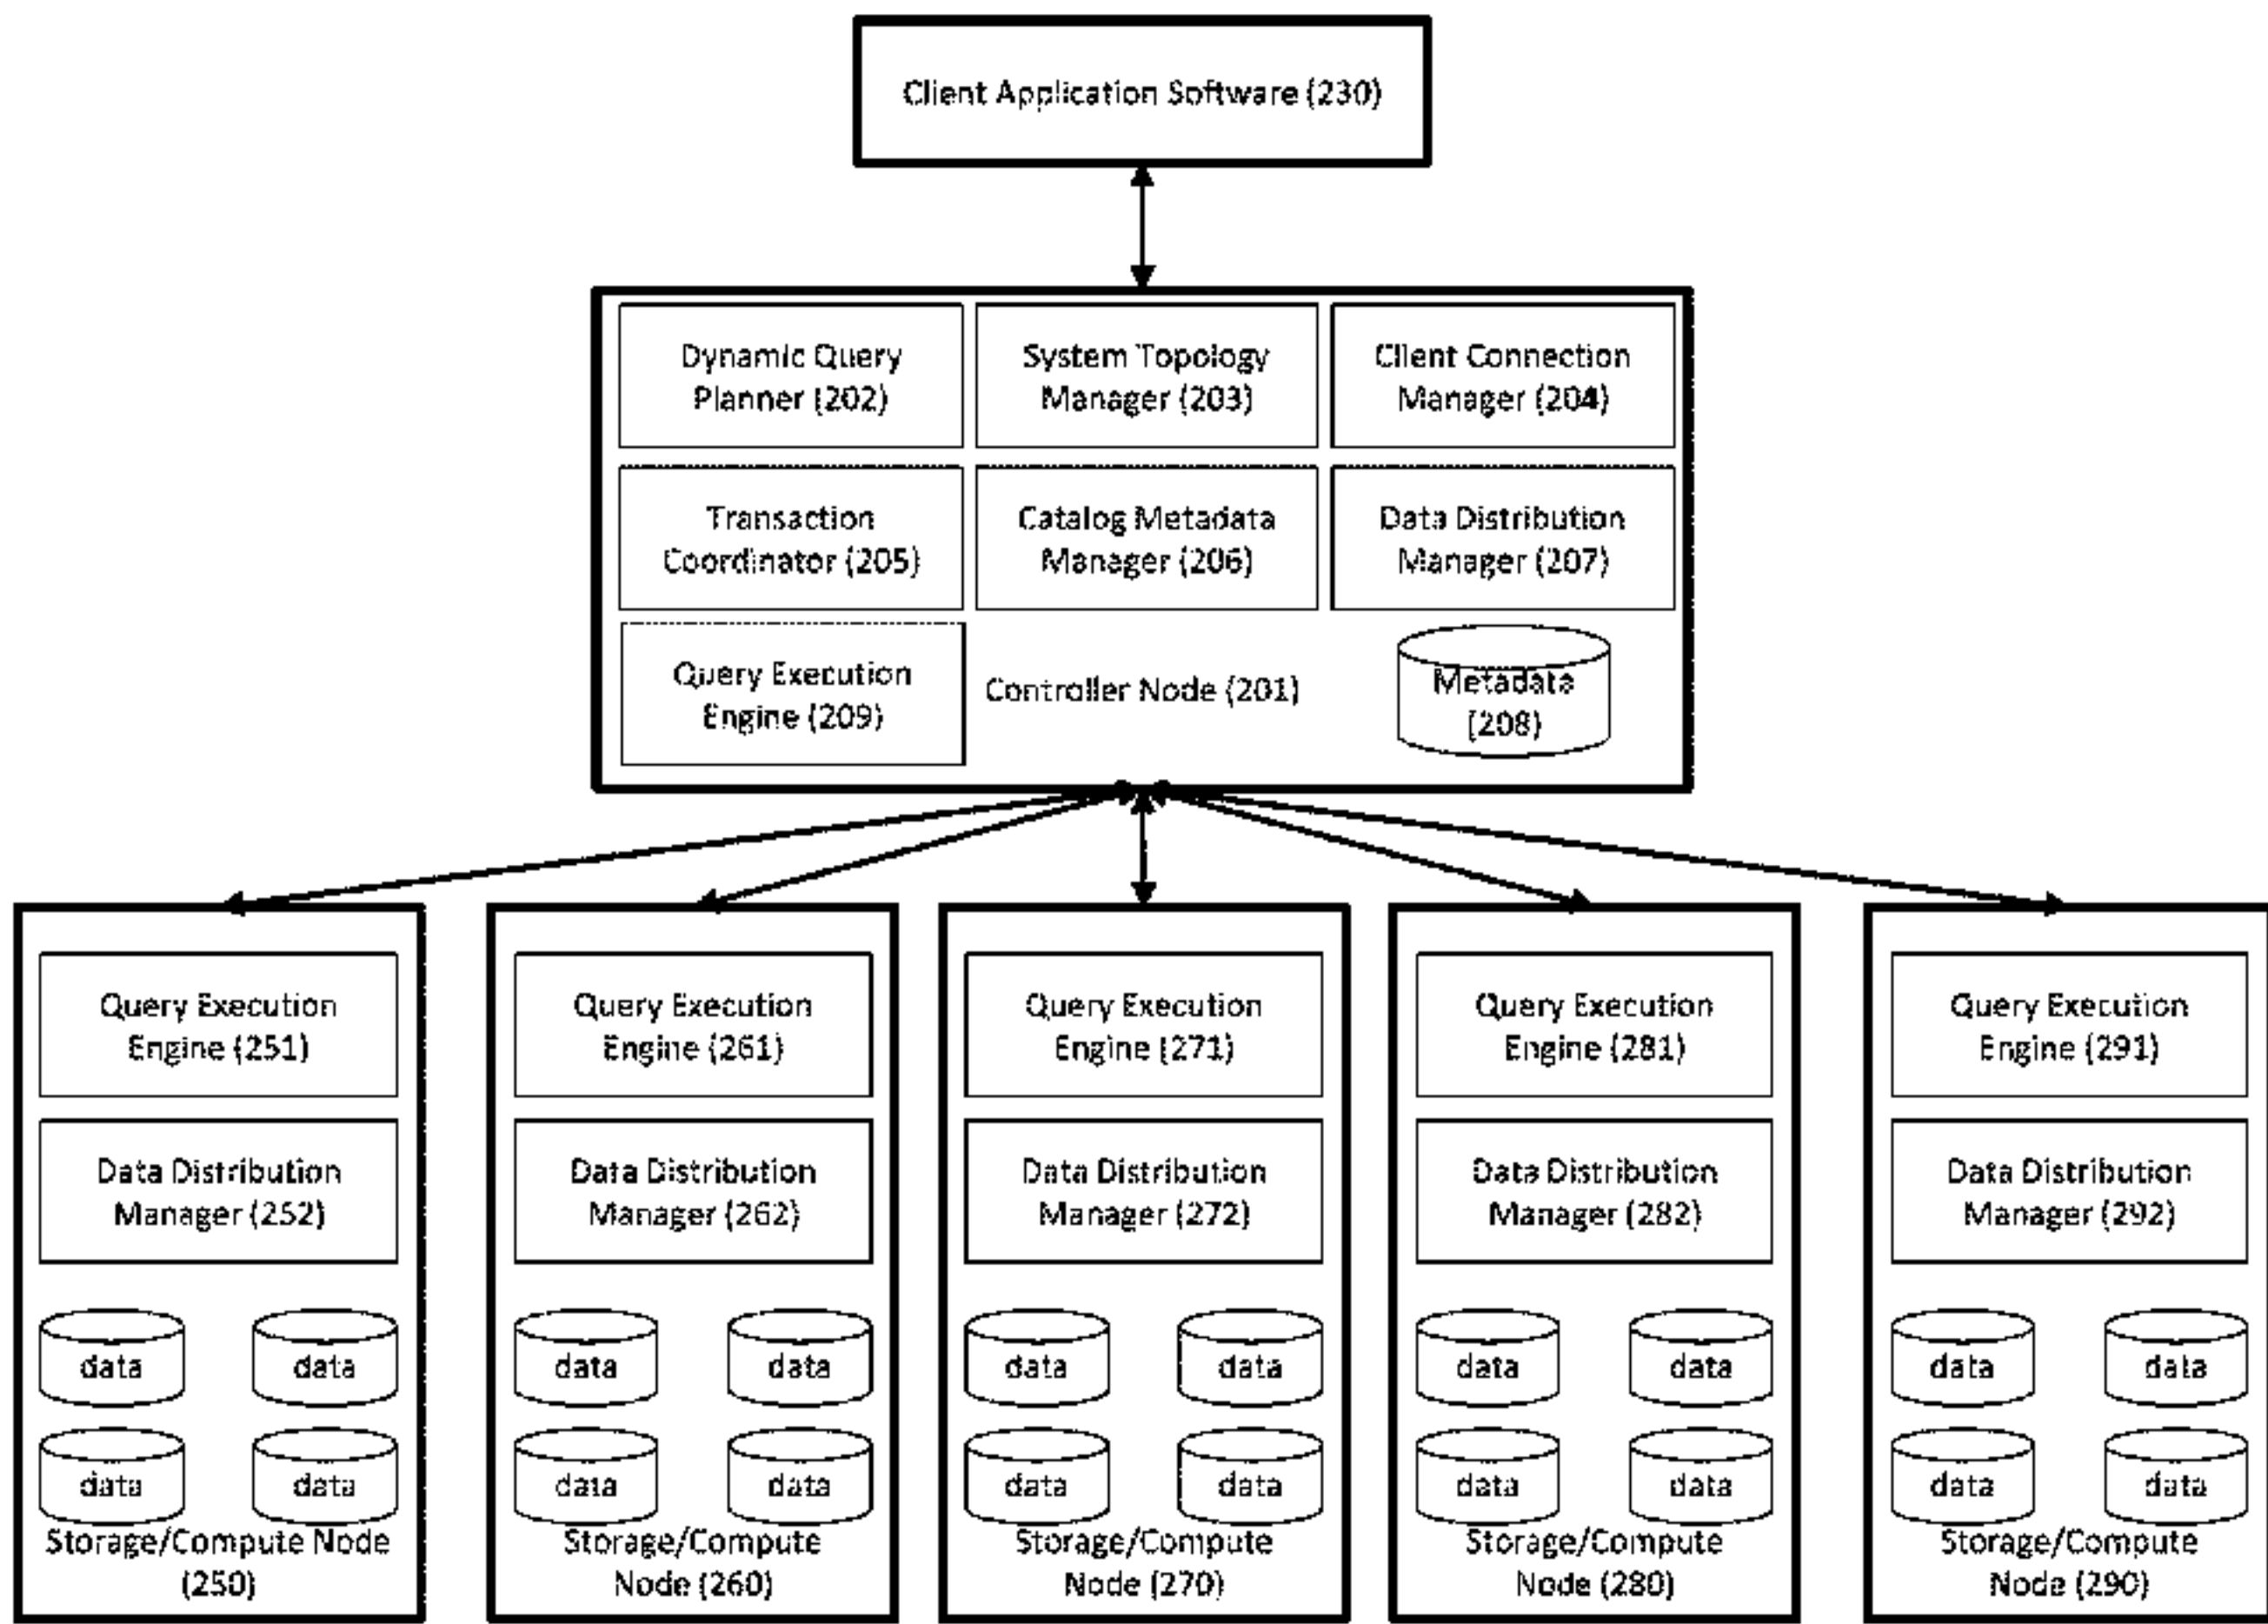 Client Application Software (230)
Dynamic Query
Planner (202)
System Topology
Manager (203)
Client Connection
Manager (204)
Transaction
Coordinator (205)
Catalog Metadata
Manager (206)
Data Distribution
Manager (207)
Query Execution
Engine (209)
Controller Node (201)
Metadata
(208)
Query Execution
Engine (251)
Data Distribution
Manager (252)
data
data
data
data
Storage/Compute Node
(250)
Query Execution
Engine (261)
Data Distribution
Manager (262)
data
data
data
data
Storage/Compute
Node (260)
Query Execution
Engine (271)
Data Distribution
Manager (272)
data
data
data
data
Storage/Compute
Node (270)
Query Execution
Engine (281)
Data Distribution
Manager (282)
data
data
data
data
Storage/Compute
Node (280)
Query Execution
Engine (291)
Data Distribution
Manager (292)
data
data
data
data
Storage/Compute
Node (290)